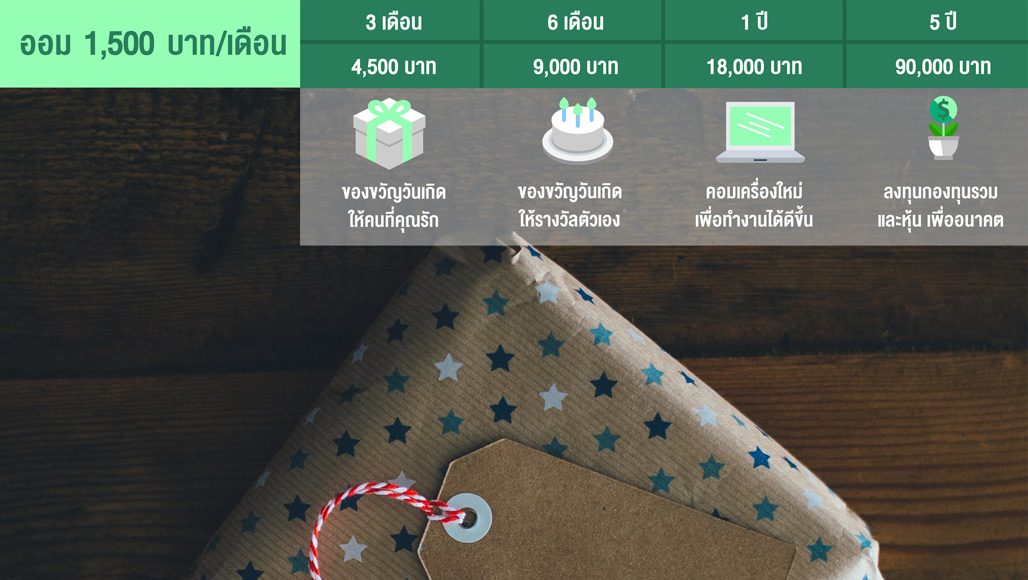 ออม 1,500 บาท/เดือน
3 เดือน
6 เดือน
1 ปี
5 ปี
4,500 บาท
9,000 บาท
18,000 บาท
90,000 บาท
$
ของขวัญวันเกิด
ให้คนที่คุณรัก
ของขวัญวันเกิด
ให้รางวัลตัวเอง
คอมเครื่องใหม่
เพื่อทำงานได้ดีขึ้น
ลงทุนกองทุนรวม
และหุ้น เพื่ออนาคต